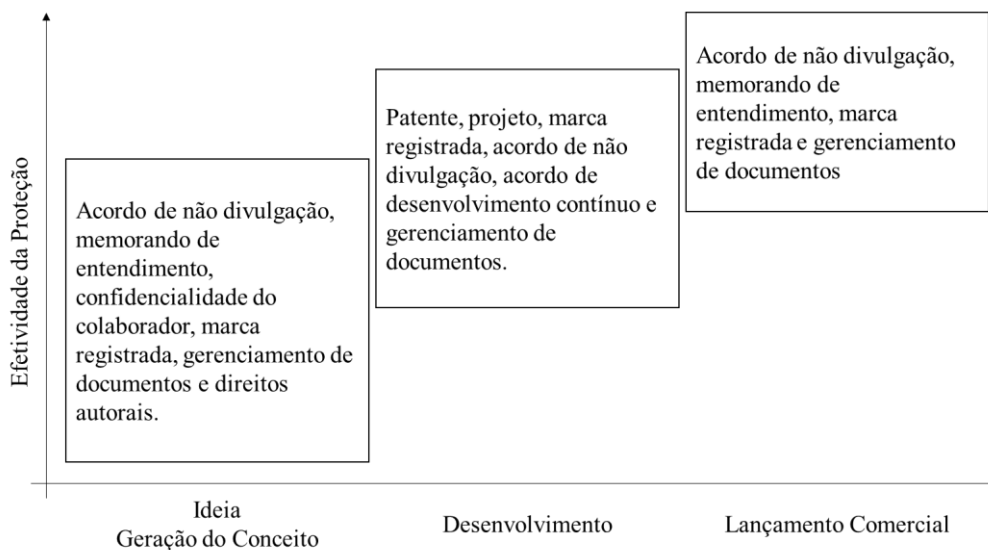 Efetividade da Proteção
Acordo de não divulgação,
memorando de
entendimento,
confidencialidade do
colaborador, marca
registrada, gerenciamento de
documentos e direitos
autorais.
Patente, projeto, marca
registrada, acordo de não
divulgação, acordo de
desenvolvimento contínuo e
gerenciamento de
documentos.
Acordo de não divulgação,
memorando de
entendimento, marca
registrada e gerenciamento
de documentos
Ideia
Geração do Conceito
Desenvolvimento
Lançamento Comercial